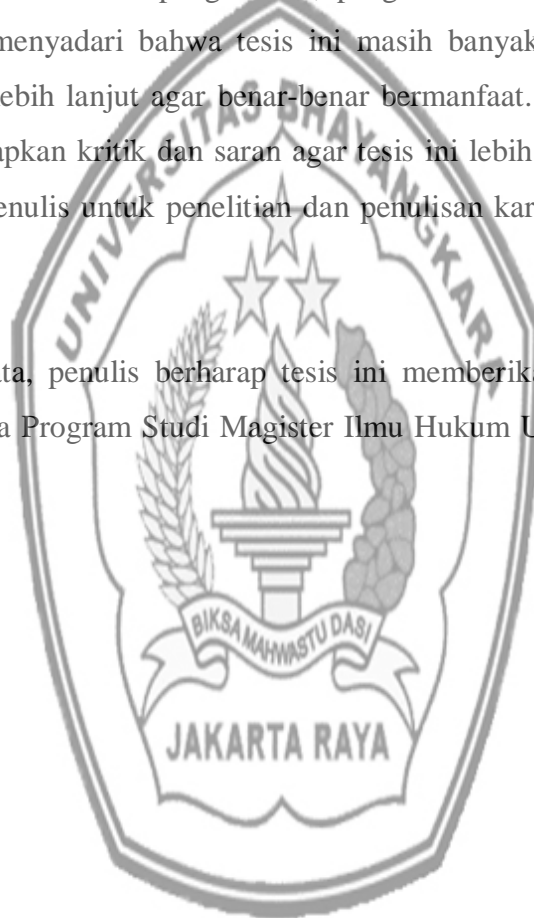 menyadari bahwa tesis ini masih banyak
ebih lanjut agar benar-benar bermanfaat.
apkan kritik dan saran agar tesis ini lebih
enulis untuk penelitian dan penulisan kar
UNIVERSITAS BHAYANGKARA
ata, penulis berharap tesis ini memberika
a Program Studi Magister Ilmu Hukum U
BIKSA MAHWASTU DASI
JAKARTA RAYA